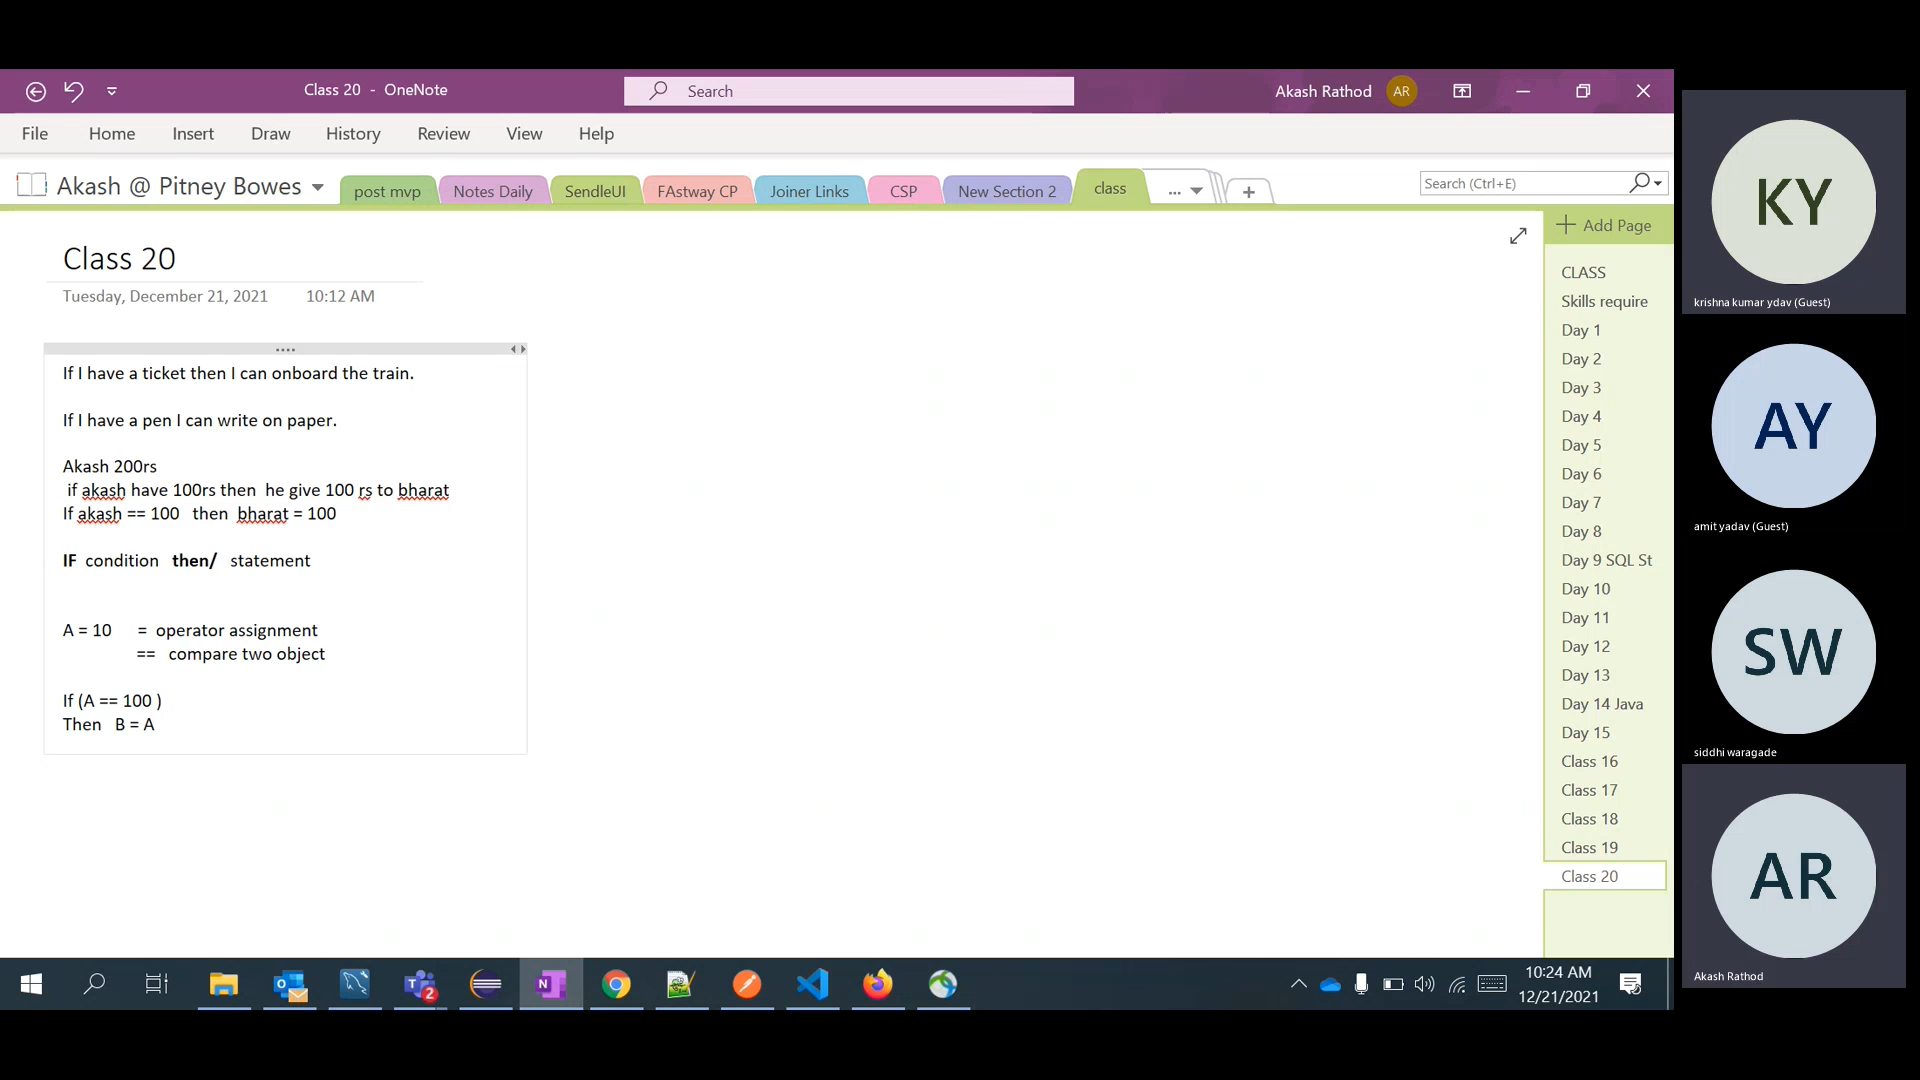 Class 20 - OneNote
Search
Akash Rathod AR
File Home Insert Draw History Review View Help
Akash @ Pitney Bowes
post mvp Notes Daily SendleUI FAstway CP Joiner Links CSP New Section 2 class ... +
Search (Ctrl+E)
Class 20
Tuesday, December 21, 2021 10:12 AM
If I have a ticket then I can onboard the train.
If I have a pen I can write on paper.
Akash 200rs
if akash have 100rs then he give 100 rs to bharat
If akash == 100 then bharat = 100
IF condition then/ statement
A = 10 = operator assignment
== compare two object
If (A == 100 )
Then B = A
Add Page
CLASS
Skills require
Day 1
Day 2
Day 3
Day 4
Day 5
Day 6
Day 7
Day 8
Day 9 SQL St
Day 10
Day 11
Day 12
Day 13
Day 14 Java
Day 15
Class 16
Class 17
Class 18
Class 19
Class 20
KY
krishna kumar ydav (Guest)
AY
amit yadav (Guest)
SW
siddhi waragade
AR
Akash Rathod
2
10:24 AM
12/21/2021